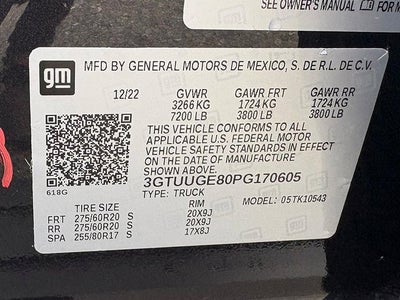 SEE OWNER'S MANUAL FOR MORE
gm
MFD BY GENERAL MOTORS DE MEXICO, S. DE R.L. DE C.V.
12/22 GVWR GAWR FRT GAWR RR
3266 KG 1724 KG 1724 KG
7200 LB 3800 LB 3800 LB
THIS VEHICLE CONFORMS TO ALL
APPLICABLE U.S. FEDERAL MOTOR
VEHICLE SAFETY STANDARDS IN EFFECT
ON THE DATE OF MANUFACTURE
SHOWN ABOVE.
3GTUUGE80PG170605
618G
TYPE: TRUCK MODEL: 05TK10543
TIRE SIZE RIM
FRT 275/60R20 S 20X9J
RR 275/60R20 S 20X9J
SPA 255/80R17 S 17X8J